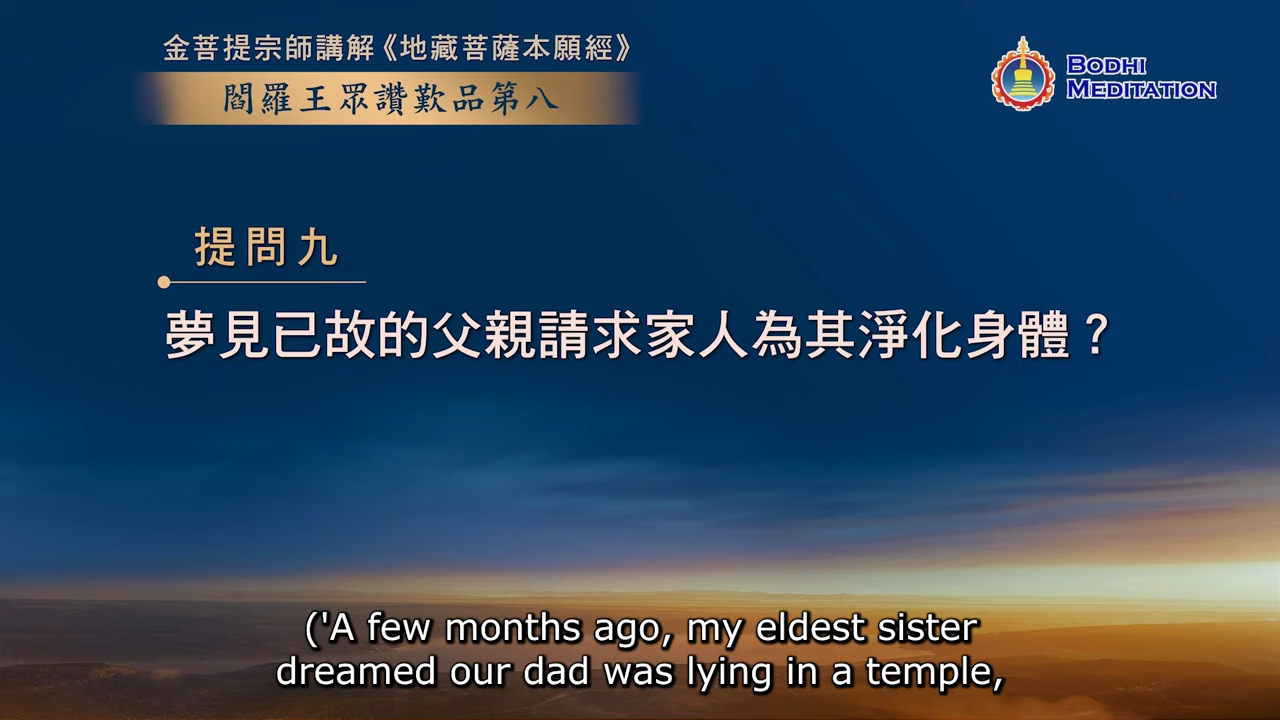 金菩提宗師講解《地藏菩薩本願經》
閻羅王眾讚歎品第八
BODHI
MEDITATION
提問九
夢見已故的父親請求家人為其淨化身體？
('A few months ago, my eldest sister
dreamed our dad was lying in a temple,